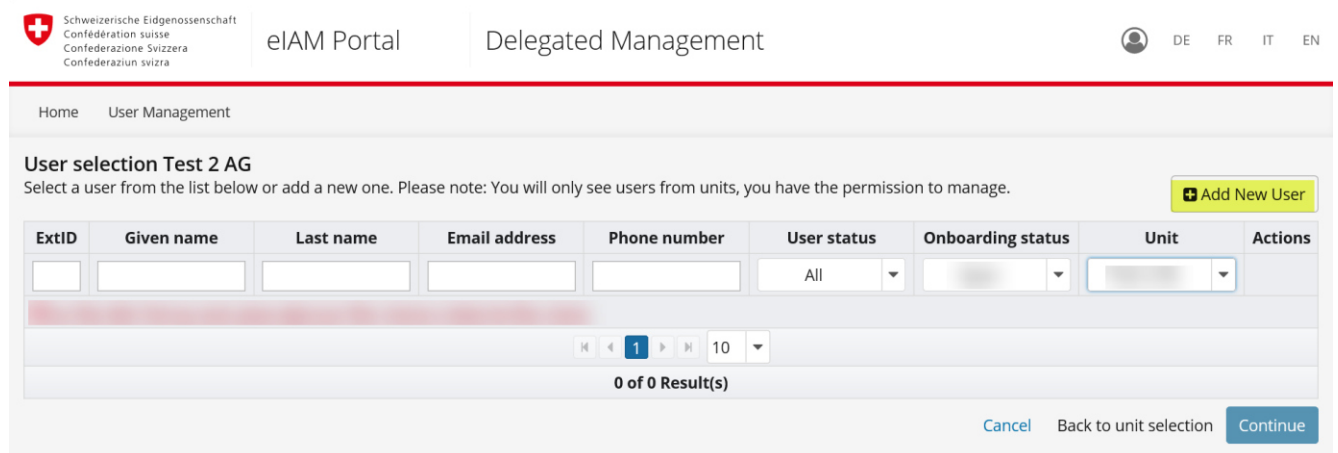 Schweizerische Eidgenossenschaft
Confédération suisse
Confederazione Svizzera
Confederaziun svizra
eIAM Portal
Delegated Management
DE FR IT EN
Home User Management
User selection Test 2 AG
Select a user from the list below or add a new one. Please note: You will only see users from units, you have the permission to manage.
Add New User
ExtID Given name Last name Email address Phone number User status Onboarding status Unit Actions
All
1 10
0 of 0 Result(s)
Cancel Back to unit selection Continue